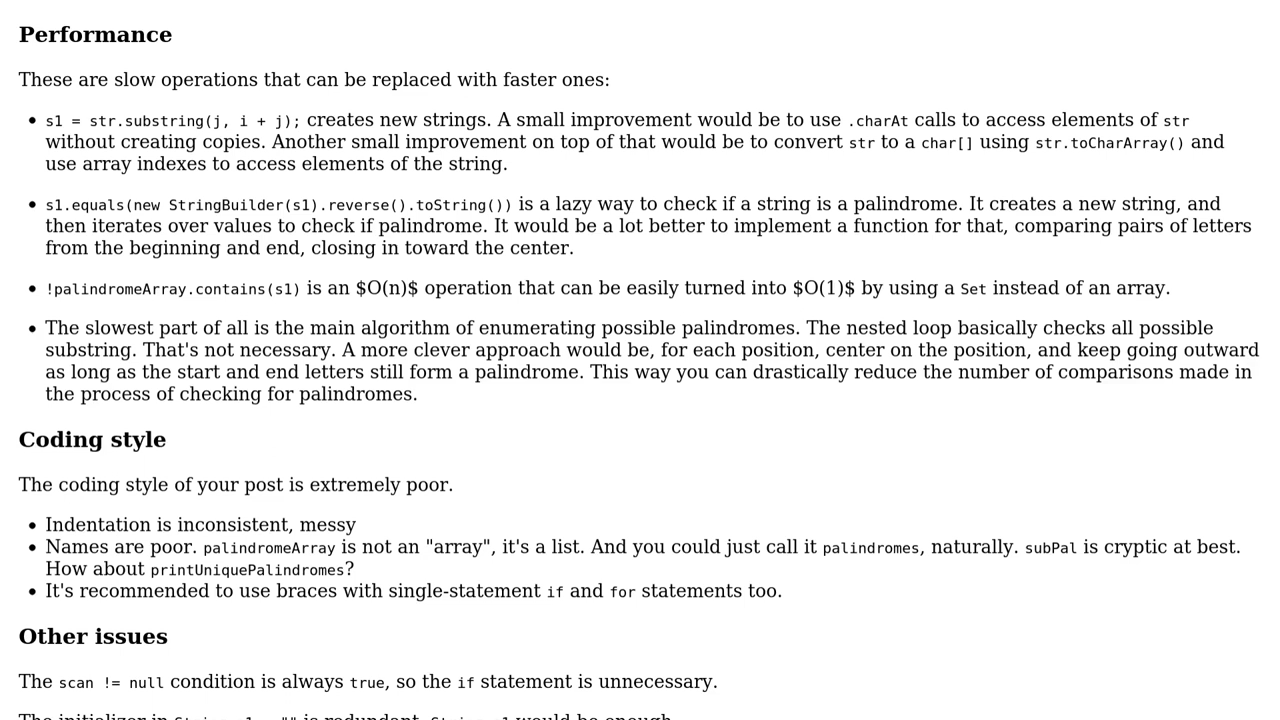 Performance
These are slow operations that can be replaced with faster ones:
• s1 = str.substring(j, i + j); creates new strings. A small improvement would be to use .charAt calls to access elements of str
without creating copies. Another small improvement on top of that would be to convert str to a char[] using str.toCharArray() and
use array indexes to access elements of the string.
• s1.equals(new StringBuilder(s1).reverse().toString()) is a lazy way to check if a string is a palindrome. It creates a new string, and
then iterates over values to check if palindrome. It would be a lot better to implement a function for that, comparing pairs of letters
from the beginning and end, closing in toward the center.
• !palindromeArray.contains(s1) is an $O(n)$ operation that can be easily turned into $O(1)$ by using a Set instead of an array.
• The slowest part of all is the main algorithm of enumerating possible palindromes. The nested loop basically checks all possible
substring. That's not necessary. A more clever approach would be, for each position, center on the position, and keep going outward
as long as the start and end letters still form a palindrome. This way you can drastically reduce the number of comparisons made in
the process of checking for palindromes.
Coding style
The coding style of your post is extremely poor.
• Indentation is inconsistent, messy
• Names are poor. palindromeArray is not an "array", it's a list. And you could just call it palindromes, naturally. subPal is cryptic at best.
How about printUniquePalindromes?
• It's recommended to use braces with single-statement if and for statements too.
Other issues
The scan != null condition is always true, so the if statement is unnecessary.
The initializer in String s1 = "" is redundant, String s1 would be enough.